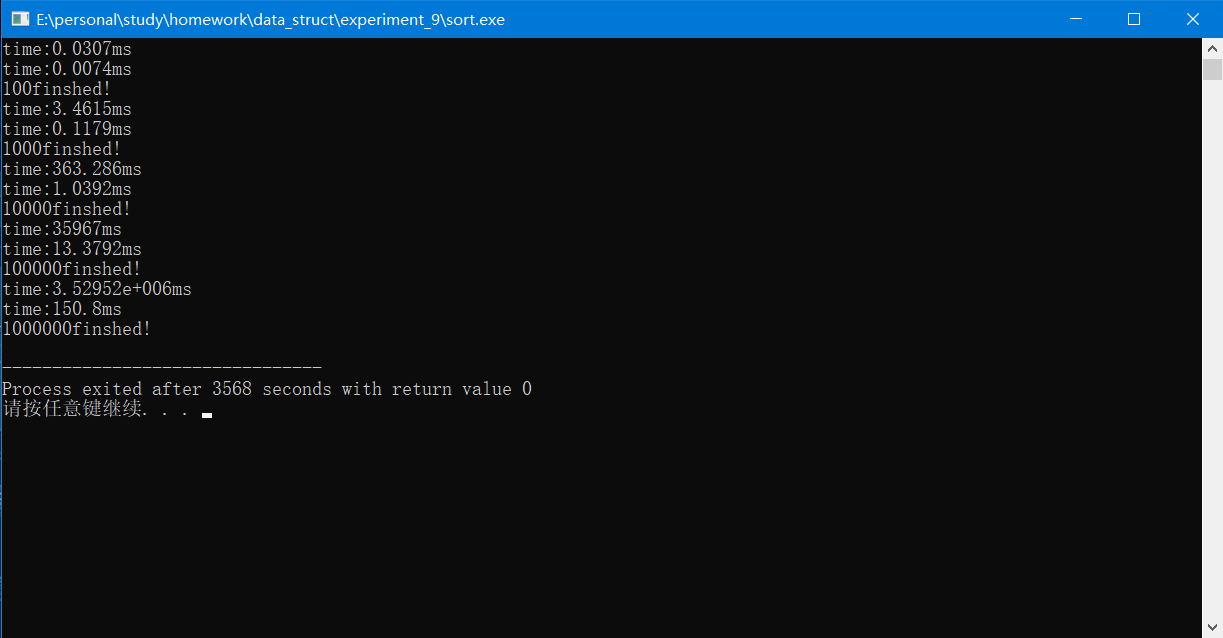 E:\personal\study\homework\data_struct\experiment_9\sort.exe
time:0.0307ms
time:0.0074ms
100finshed!
time:3.4615ms
time:0.1179ms
1000finshed!
time:363.286ms
time:1.0392ms
10000finshed!
time:35967ms
time:13.3792ms
100000finshed!
time:3.52952e+006ms
time:150.8ms
1000000finshed!
--------------------------------
Process exited after 3568 seconds with return value 0
请按任意键继续. . .